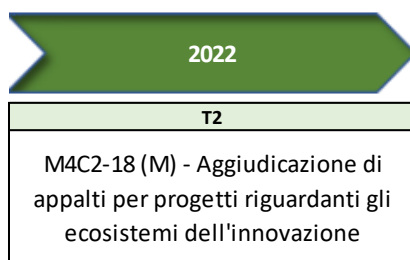 2022
T2
M4C2-18 (M) - Aggiudicazione di
appalti per progetti riguardanti gli
ecosistemi dell'innovazione